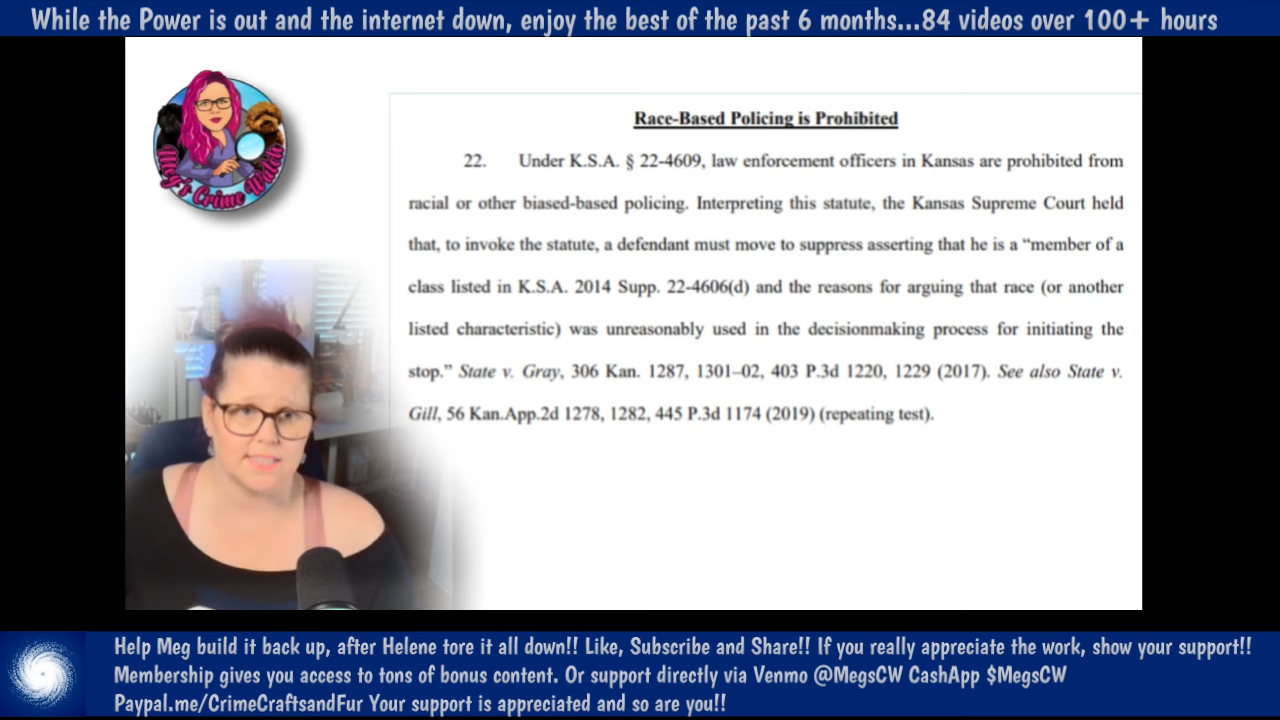 While the Power is out and the internet down, enjoy the best of the past 6 months...84 videos over 100+ hours
Meg's Crime Watch
Race-Based Policing is Prohibited
22. Under K.S.A. § 22-4609, law enforcement officers in Kansas are prohibited from
racial or other biased-based policing. Interpreting this statute, the Kansas Supreme Court held
that, to invoke the statute, a defendant must move to suppress asserting that he is a “member of a
class listed in K.S.A. 2014 Supp. 22-4606(d) and the reasons for arguing that race (or another
listed characteristic) was unreasonably used in the decisionmaking process for initiating the
stop.” State v. Gray, 306 Kan. 1287, 1301–02, 403 P.3d 1220, 1229 (2017). See also State v.
Gill, 56 Kan.App.2d 1278, 1282, 445 P.3d 1174 (2019) (repeating test).
Help Meg build it back up, after Helene tore it all down!! Like, Subscribe and Share!! If you really appreciate the work, show your support!!
Membership gives you access to tons of bonus content. Or support directly via Venmo @MegsCW CashApp $MegsCW
Paypal.me/CrimeCraftsandFur Your support is appreciated and so are you!!